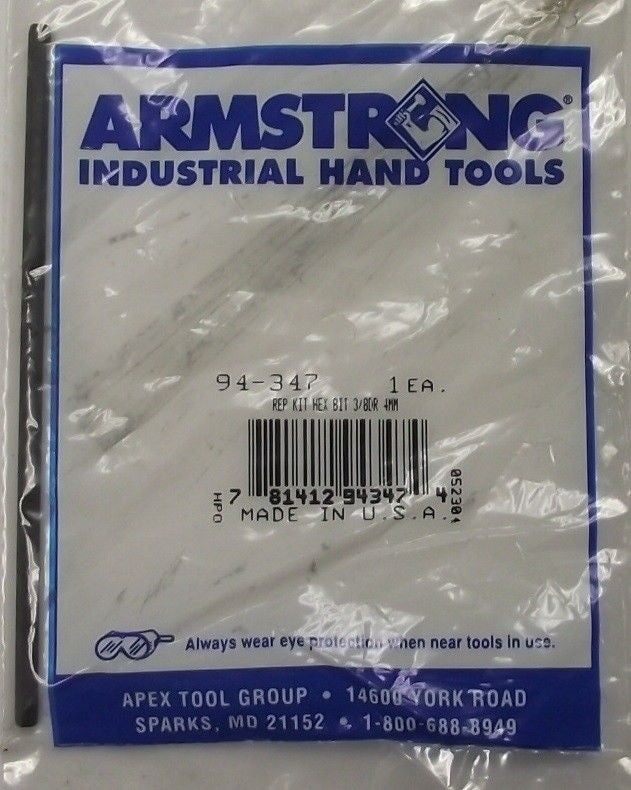 ARMSTRONG®
INDUSTRIAL HAND TOOLS
94-347 1 EA.
REP KIT HEX BIT 3/8DR 4MM
7 81412 94347 4
HPO
052304
MADE IN U.S.A.
Always wear eye protection when near tools in use.
APEX TOOL GROUP • 14600 YORK ROAD
SPARKS, MD 21152 • 1-800-688-8949